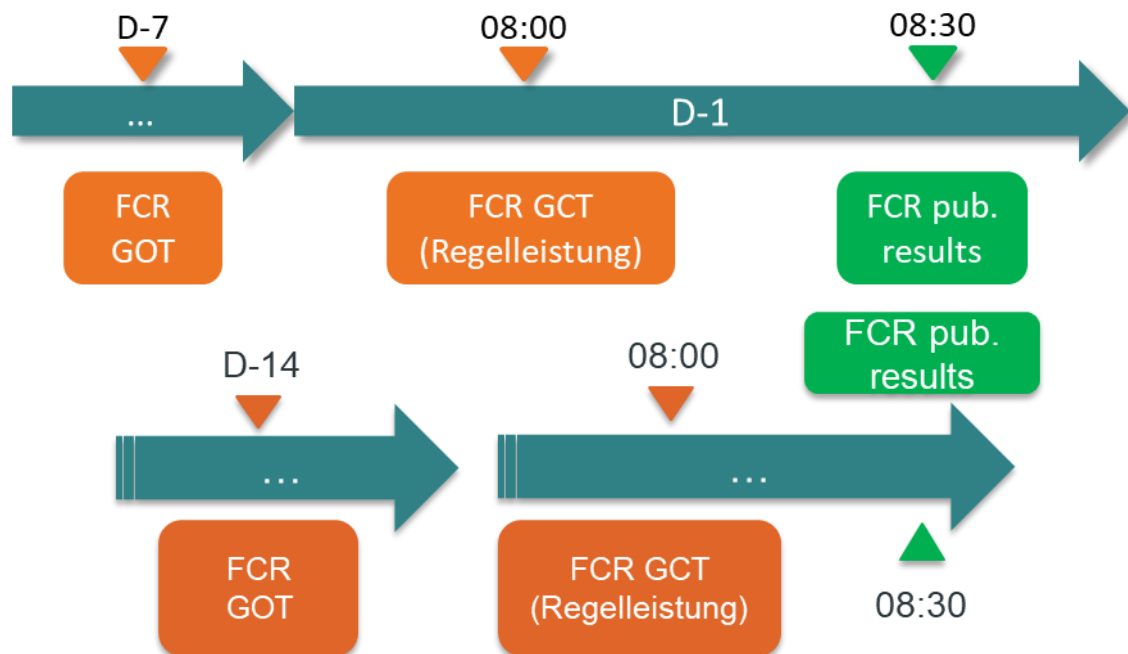 D-7
08:00
08:30
...
D-1
FCR
GOT
FCR GCT
(Regelleistung)
FCR pub.
results
FCR pub.
results
D-14
08:00
...
...
FCR
GOT
FCR GCT
(Regelleistung)
08:30